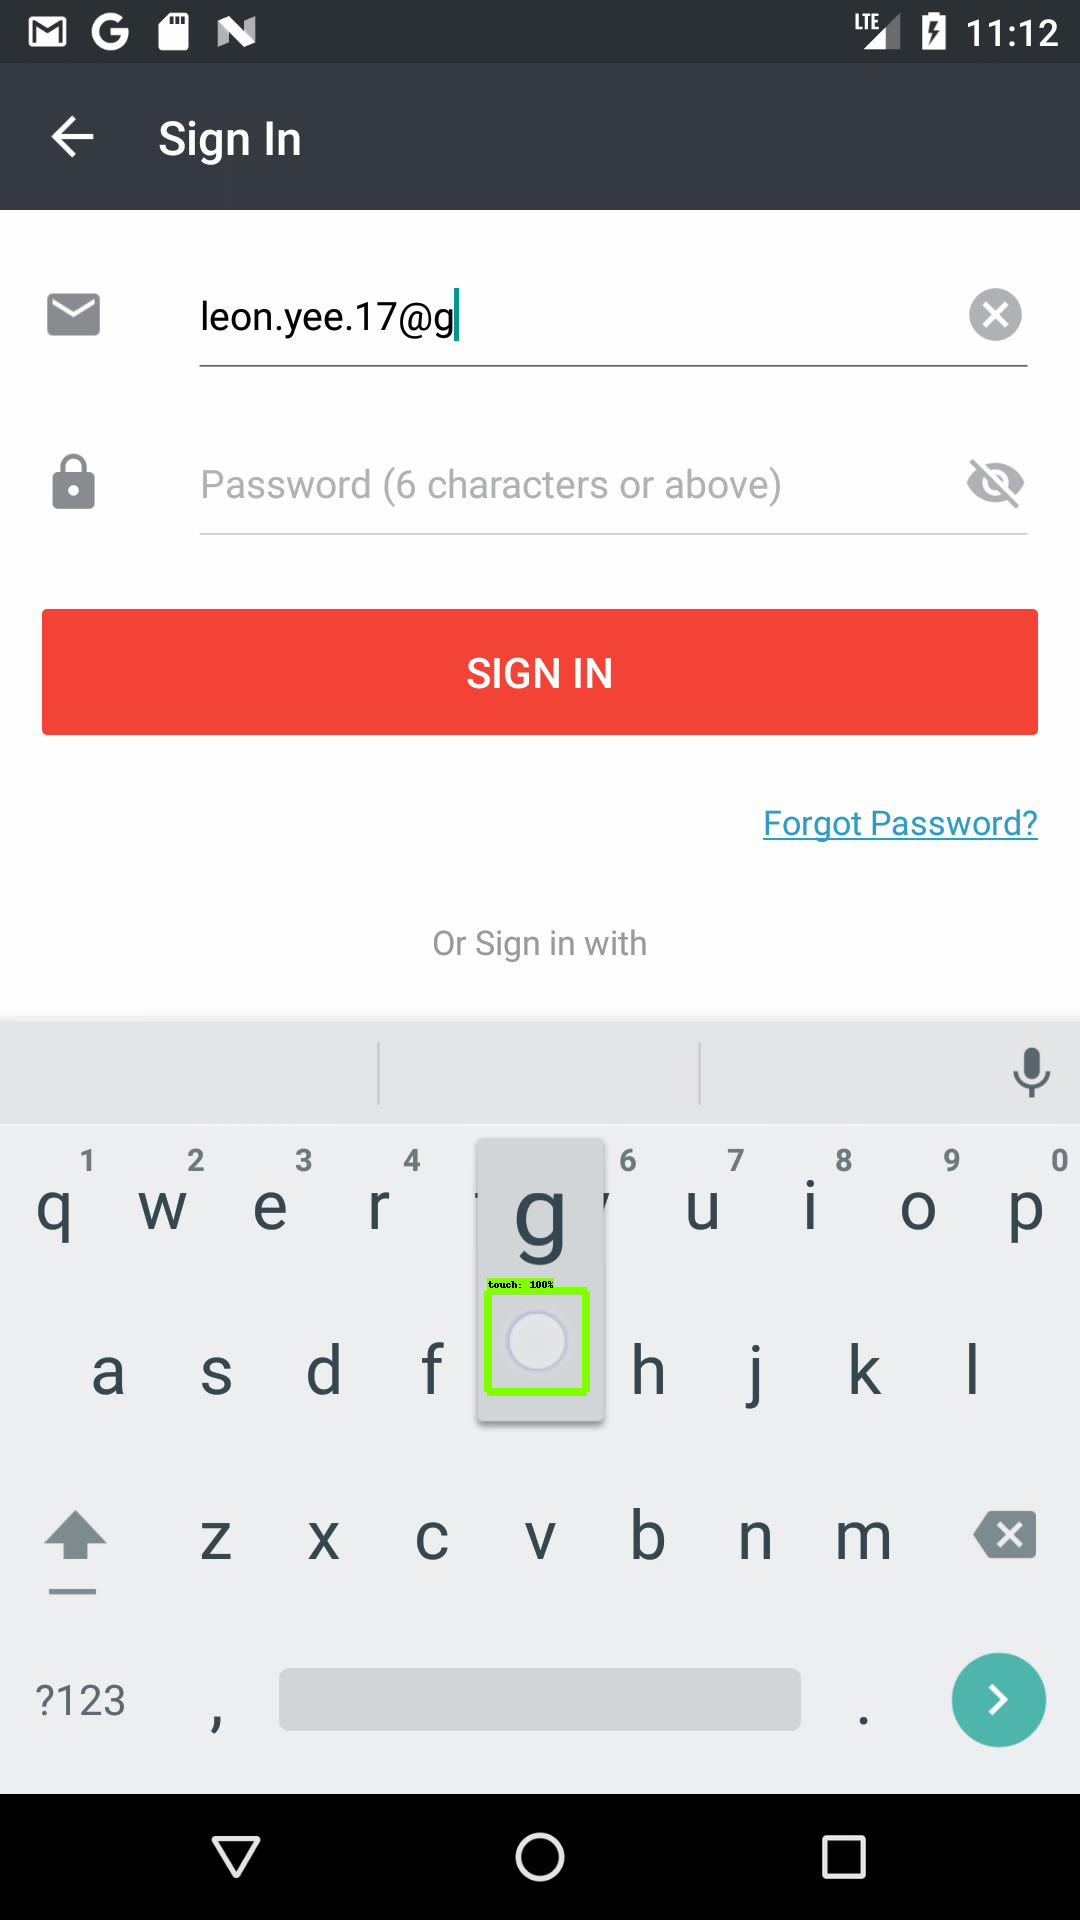 LTE 11:12
Sign In
leon.yee.17@g
Password (6 characters or above)
SIGN IN
Forgot Password?
Or Sign in with
1 2 3 4 6 7 8 9 0
q w e r g u i o p
touch: 100%
a s d f h j k l
z x c v b n m
?123 , .